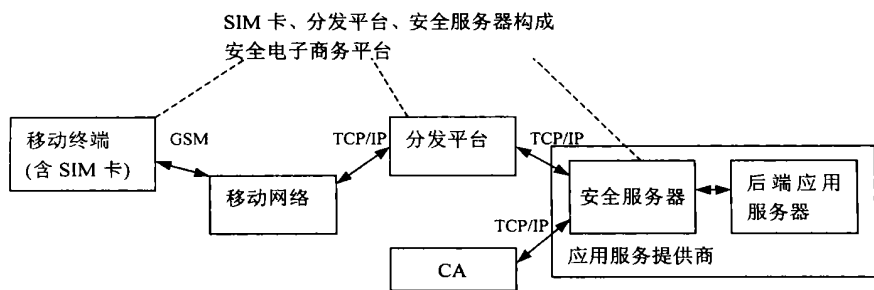 SIM 卡、分发平台、安全服务器构成
安全电子商务平台
移动终端
(含 SIM 卡)
GSM
移动网络
TCP/IP
分发平台
TCP/IP
安全服务器
后端应用
服务器
TCP/IP
CA
应用服务提供商